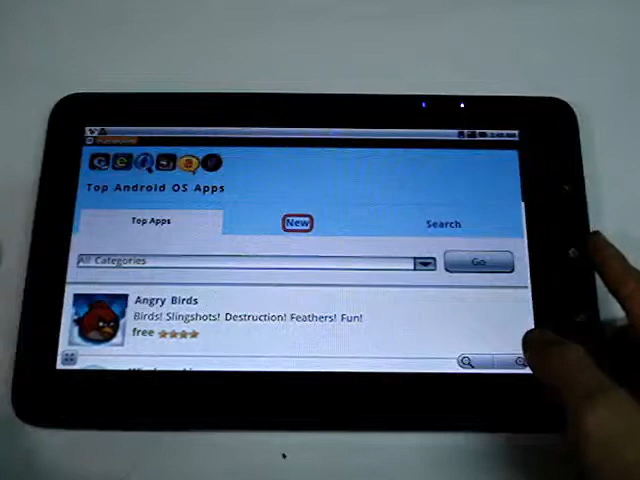 Top Android OS Apps
Top Apps
New
Search
All Categories
Go
Angry Birds
Birds! Slingshots! Destruction! Feathers! Fun!
free